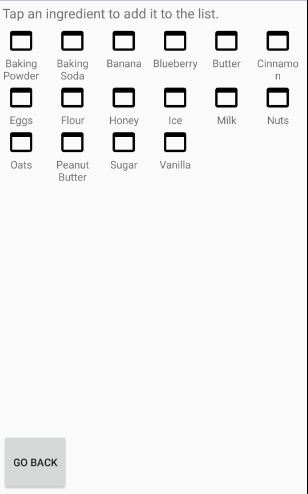 Tap an ingredient to add it to the list.
Baking Powder
Baking Soda
Banana
Blueberry
Butter
Cinnamon
Eggs
Flour
Honey
Ice
Milk
Nuts
Oats
Peanut Butter
Sugar
Vanilla
GO BACK